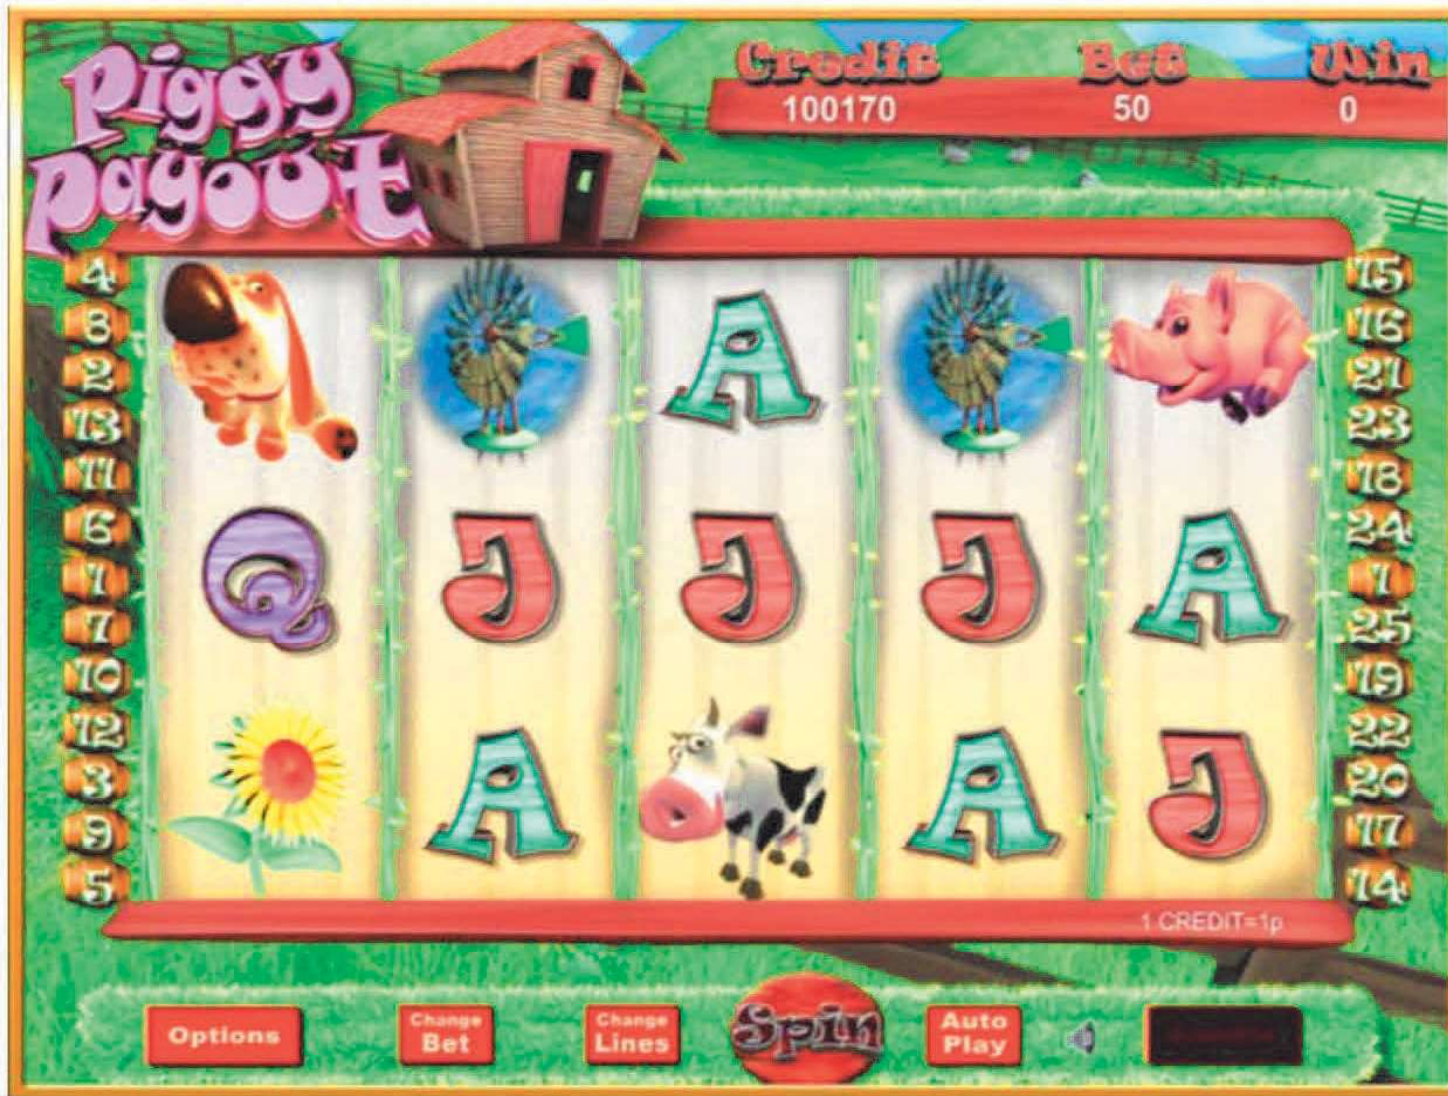 Piggy
Payout
Credit Bet Win
100170 50 0
4 15
8 16
2 21
13 23
11 18
6 24
1 1
7 25
10 19
12 22
3 20
9 17
5 14
A
Q J J J A
A A J
1 CREDIT=1p
Options
Change
Bet
Change
Lines
Spin
Auto
Play